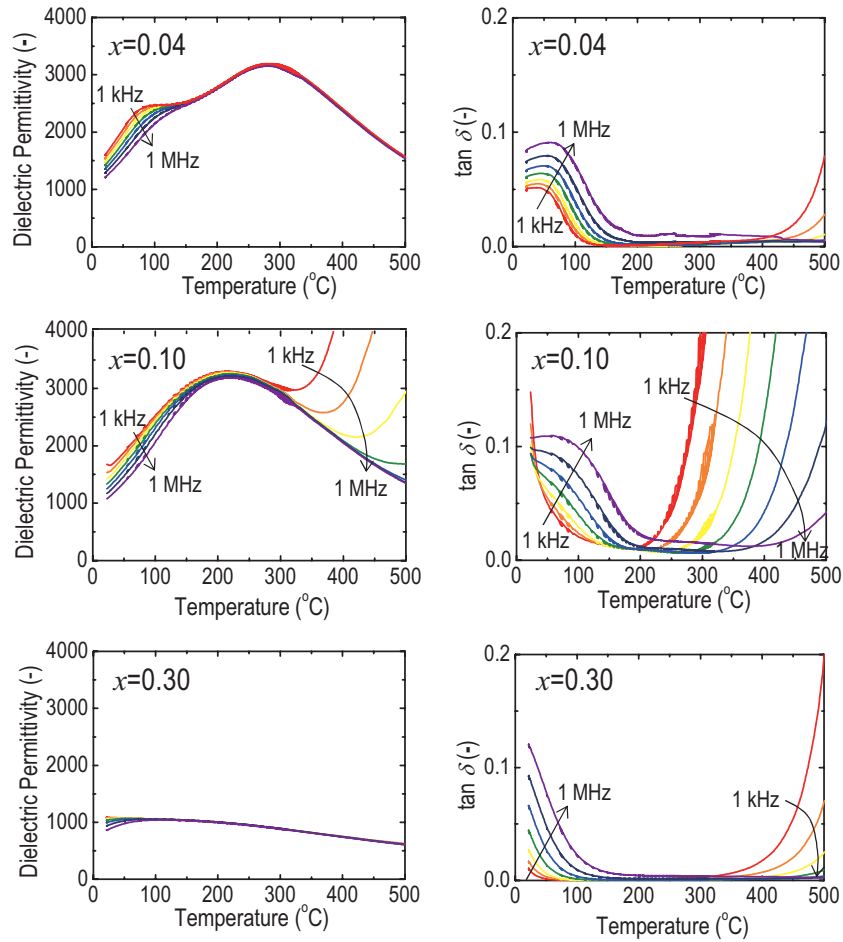 x=0.04
1 kHz
1 MHz
Dielectric Permittivity (-)
4000
3000
2000
1000
0
0 100 200 300 400 500
Temperature (°C)
x=0.04
1 MHz
1 kHz
tan δ (-)
0.2
0.1
0.0
0 100 200 300 400 500
Temperature (°C)
x=0.10
1 kHz
1 kHz
1 MHz
1 MHz
Dielectric Permittivity (-)
4000
3000
2000
1000
0
0 100 200 300 400 500
Temperature (°C)
x=0.10
1 kHz
1 MHz
1 kHz
1 MHz
tan δ (-)
0.2
0.1
0.0
0 100 200 300 400 500
Temperature (°C)
x=0.30
Dielectric Permittivity (-)
4000
3000
2000
1000
0
0 100 200 300 400 500
Temperature (°C)
x=0.30
1 MHz
1 kHz
tan δ (-)
0.2
0.1
0.0
0 100 200 300 400 500
Temperature (°C)